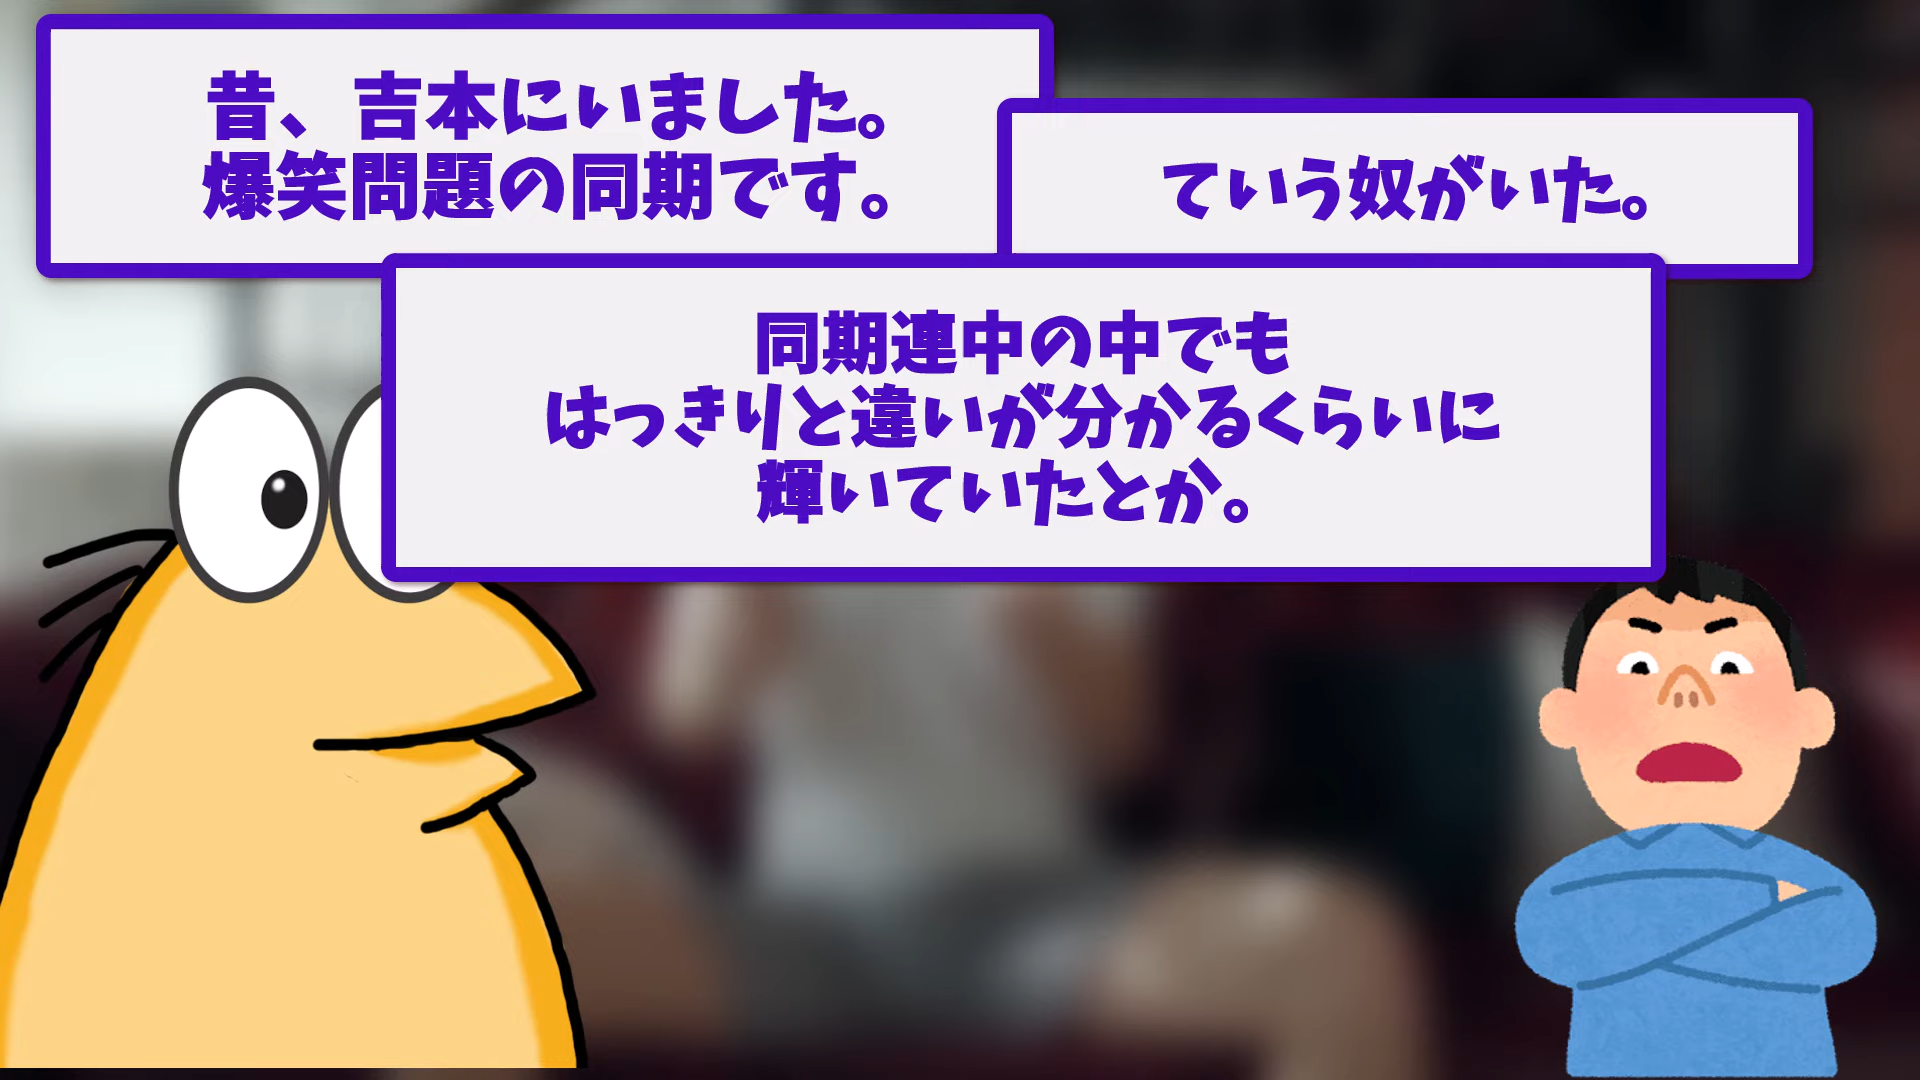 昔、吉本にいました。
爆笑問題の同期です。
ていう奴がいた。
同期連中の中でも
はっきりと違いが分かるくらいに
輝いていたとか。